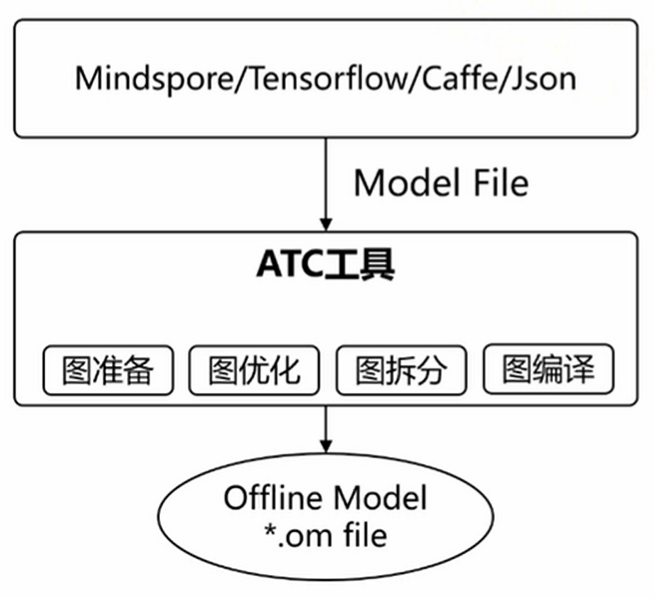 Mindspore/Tensorflow/Caffe/Json
Model File
ATC工具
图准备
图优化
图拆分
图编译
Offline Model
*.om file